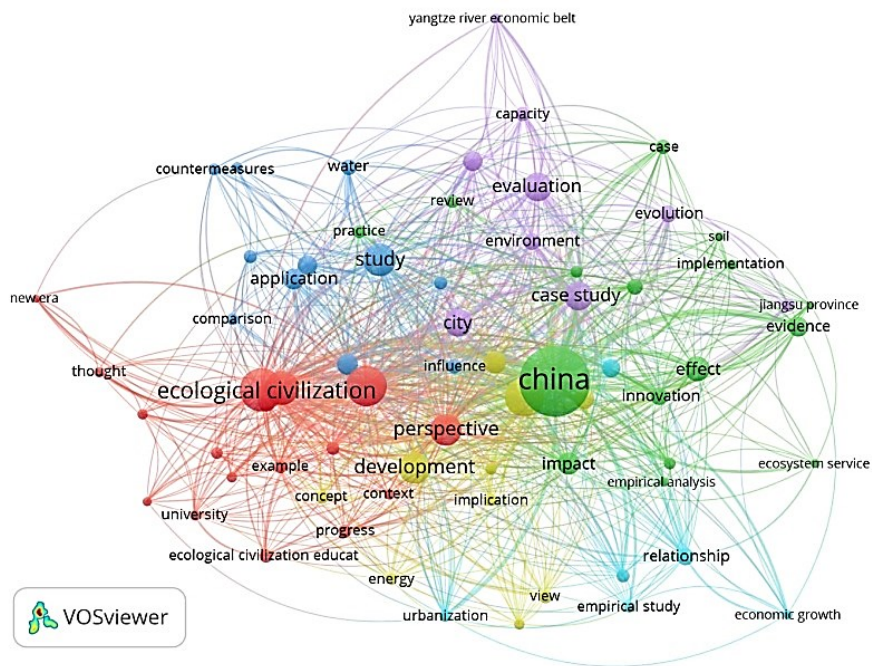 yangtze river economic belt
capacity
case
countermeasures
water
evaluation
review
evolution
practice
environment
soil
study
implementation
application
case study
new era
jiangsu province
comparison
city
evidence
influence
thought
effect
china
ecological civilization
innovation
perspective
development
impact
ecosystem service
example
empirical analysis
concept
context
implication
university
progress
ecological civilization educat
relationship
energy
view
empirical study
urbanization
economic growth
VOSviewer